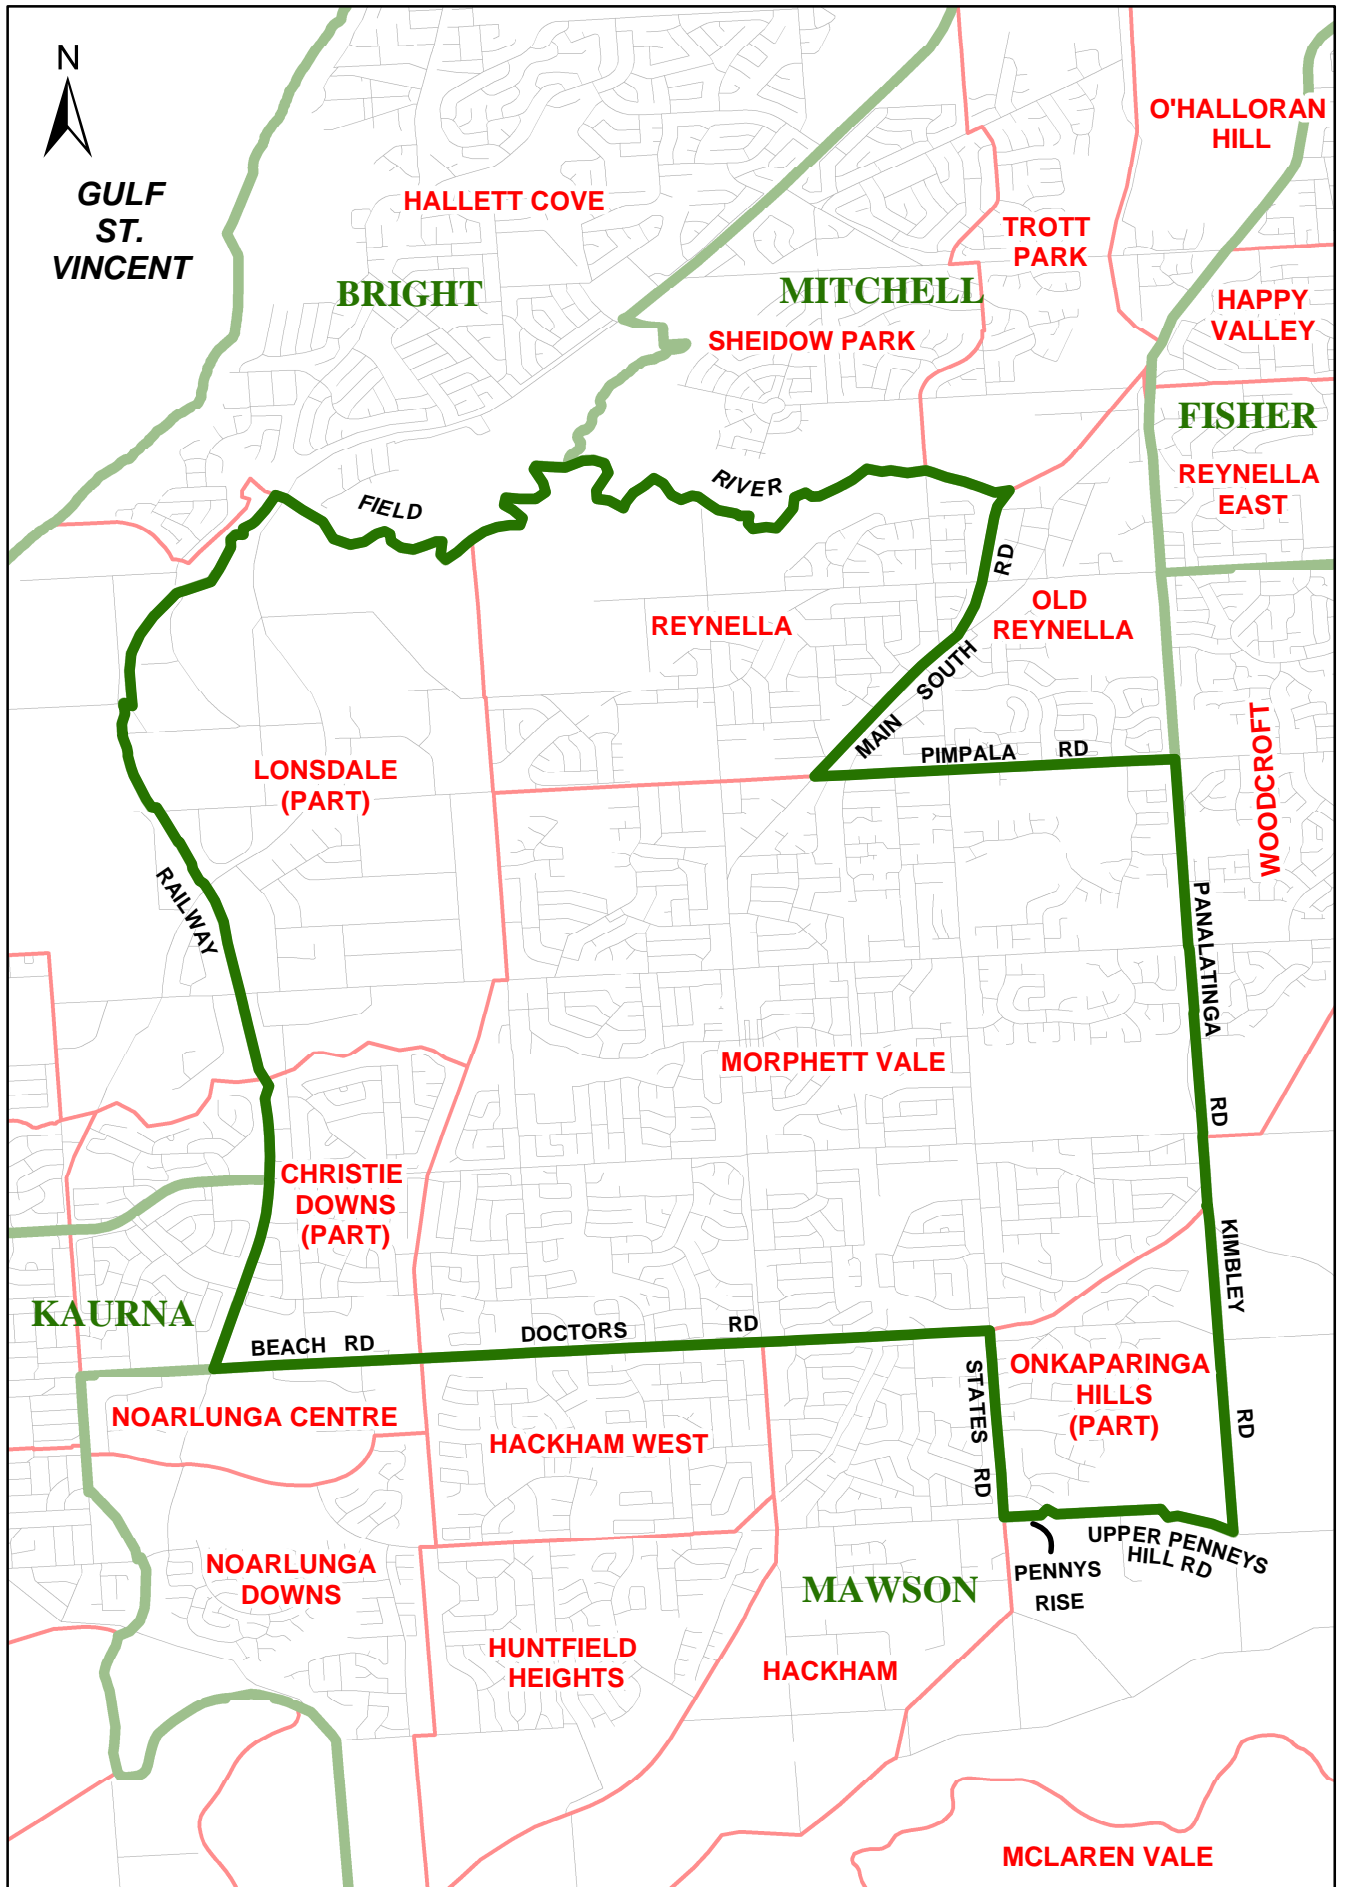 N
GULF
ST.
VINCENT
O'HALLORAN
HILL
HALLETT COVE
TROTT
PARK
BRIGHT
MITCHELL
HAPPY
VALLEY
SHEIDOW PARK
FISHER
REYNELLA
EAST
FIELD
RIVER
RD
OLD
REYNELLA
REYNELLA
SOUTH
MAIN
PIMPALA RD
WOODCROFT
LONSDALE
(PART)
RAILWAY
PANALATINGA
RD
MORPHETT VALE
CHRISTIE
DOWNS
(PART)
KIMBLEY
RD
KAURNA
BEACH RD
DOCTORS RD
STATES RD
ONKAPARINGA
HILLS
(PART)
NOARLUNGA CENTRE
HACKHAM WEST
UPPER PENNEYS
HILL RD
PENNYS
RISE
NOARLUNGA
DOWNS
MAWSON
HUNTFIELD
HEIGHTS
HACKHAM
MCLAREN VALE